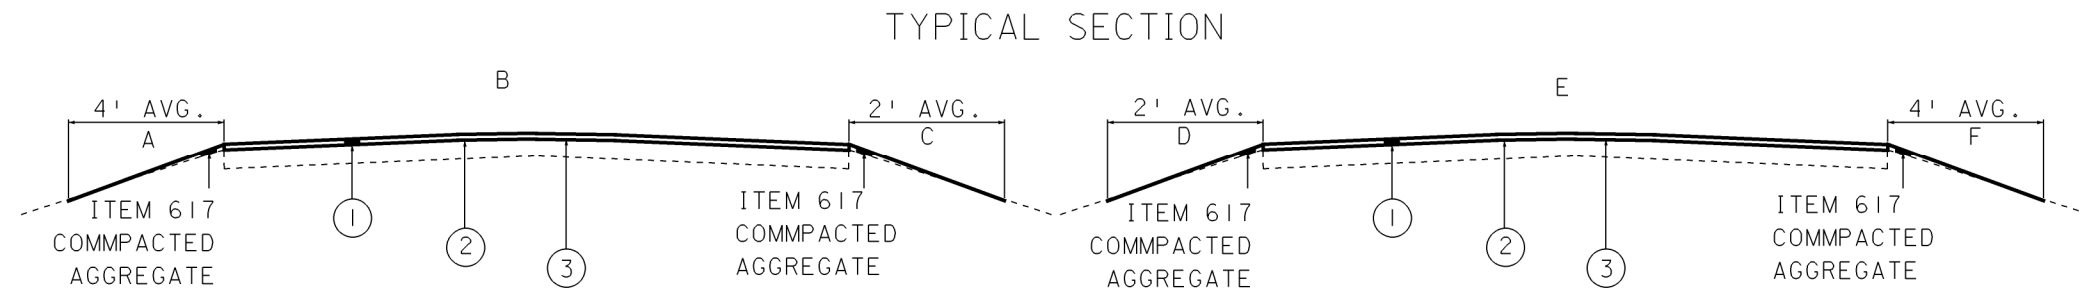 TYPICAL SECTION
B
E
4' AVG.
A
2' AVG.
C
2' AVG.
D
4' AVG.
F
ITEM 617
COMMPACTED
AGGREGATE
1
2
3
ITEM 617
COMMPACTED
AGGREGATE
ITEM 617
COMMPACTED
AGGREGATE
1
2
3
ITEM 617
COMMPACTED
AGGREGATE